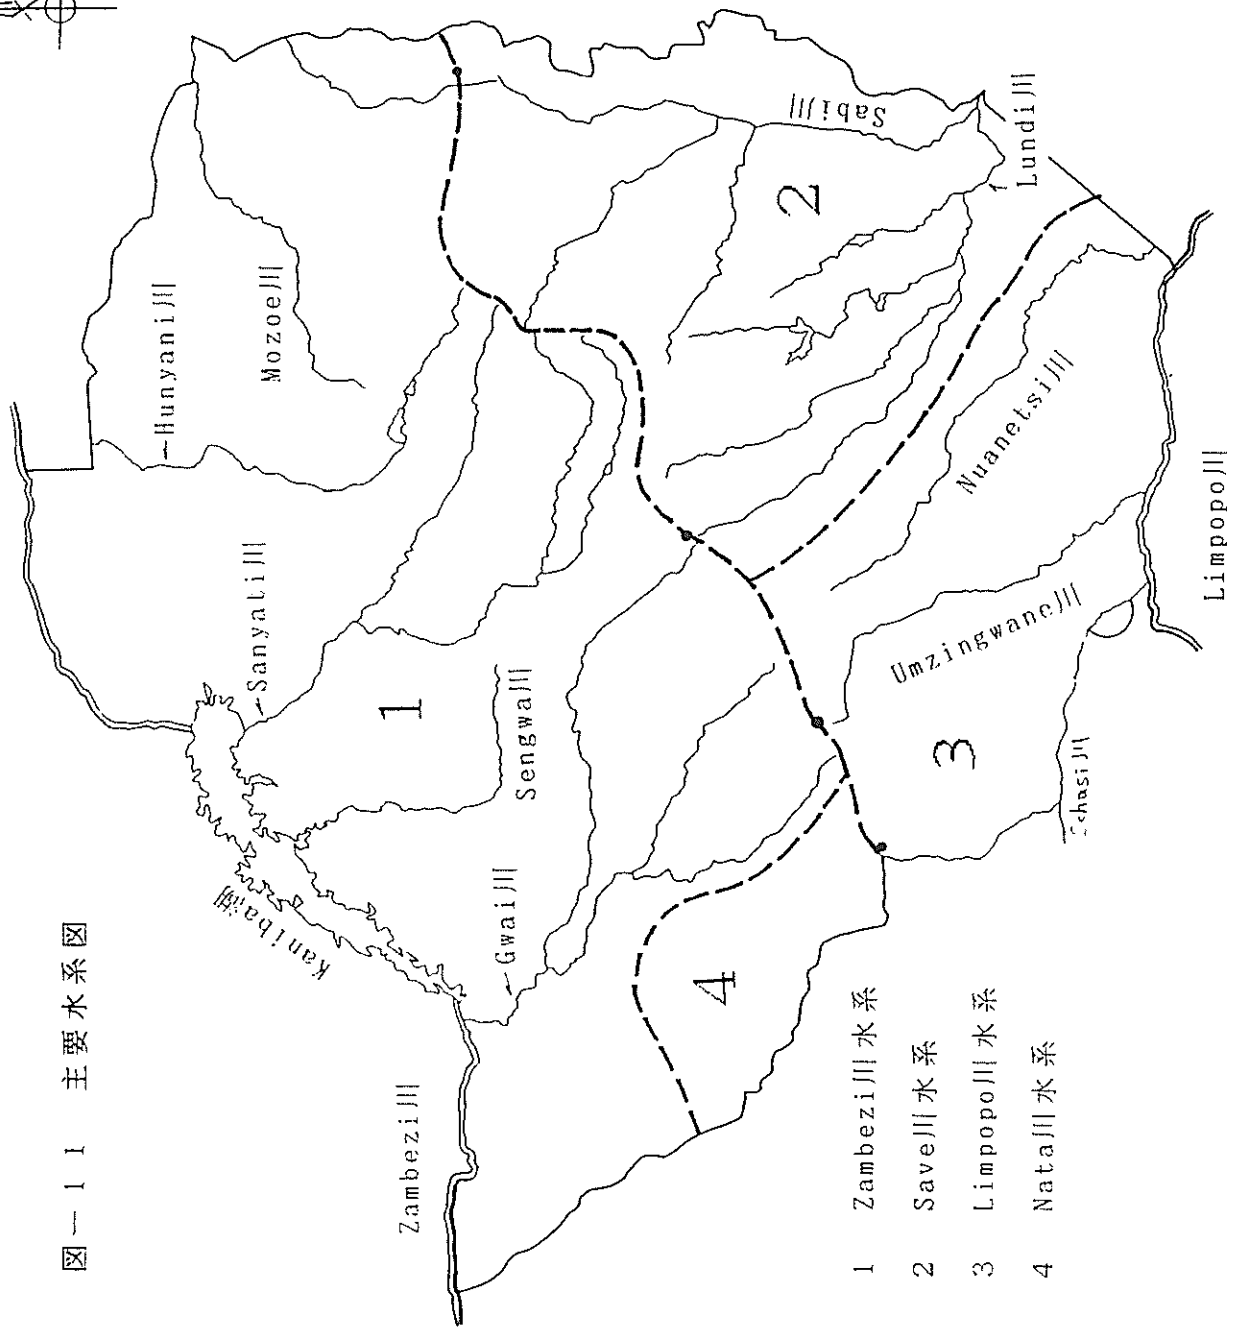 図－11 主要水系図
Zambezi川
Kaniba湖
←Gwai川
Sengwa川
←Sanyati川
←Hunyani川
Mozoe川
Sabi川
Lundi川
Nuanetsi川
Umzingwane川
Limpopo川
1
2
3
4
1 Zambezi川水系
2 Save川水系
3 Limpopo川水系
4 Nata川水系